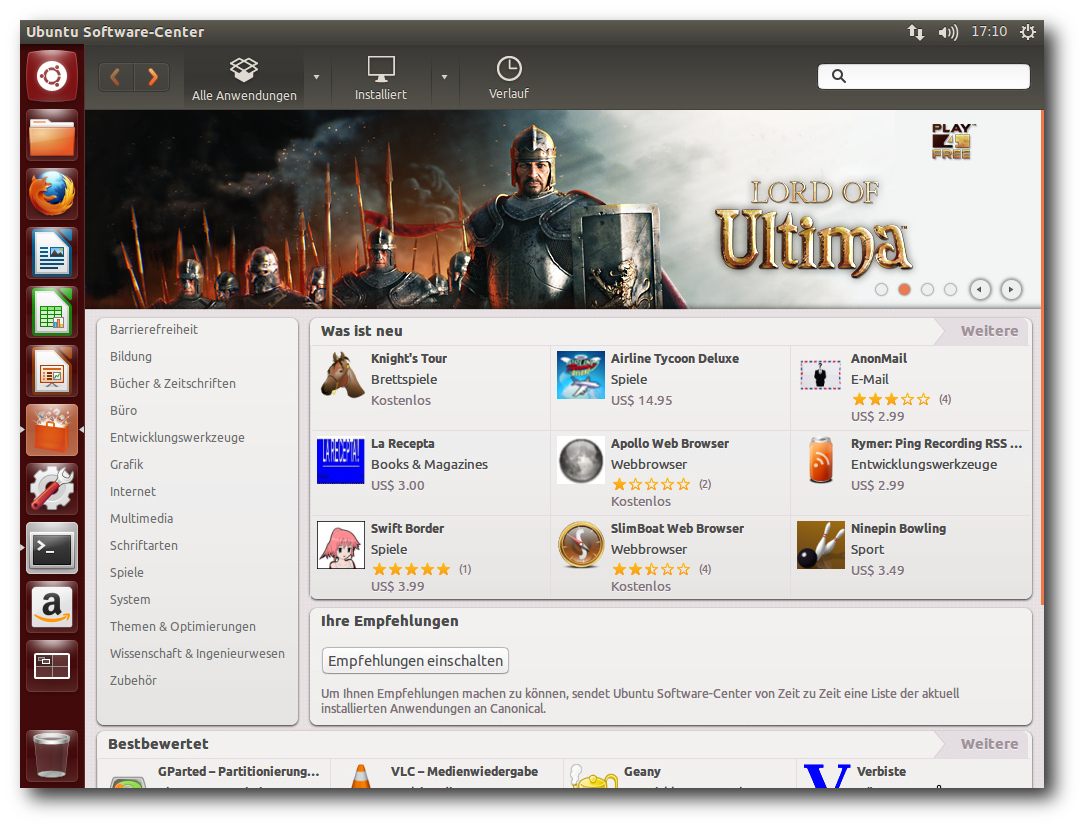 Ubuntu Software-Center
17:10
Alle Anwendungen
Installiert
Verlauf
PLAY
4
FREE
LORD OF
Ultima
Barrierefreiheit
Bildung
Bücher & Zeitschriften
Büro
Entwicklungswerkzeuge
Grafik
Internet
Multimedia
Schriftarten
Spiele
System
Themen & Optimierungen
Wissenschaft & Ingenieurwesen
Zubehör
Was ist neu
Weitere
Knight's Tour
Brettspiele
Kostenlos
Airline Tycoon Deluxe
Spiele
US$ 14.95
AnonMail
E-Mail
(4)
US$ 2.99
LA RECEPTA!
La Recepta
Books & Magazines
US$ 3.00
Apollo Web Browser
Webbrowser
(2)
Kostenlos
Rymer: Ping Recording RSS ...
Entwicklungswerkzeuge
US$ 2.99
Swift Border
Spiele
(1)
US$ 3.99
SlimBoat Web Browser
Webbrowser
(4)
Kostenlos
Ninepin Bowling
Sport
US$ 3.49
Ihre Empfehlungen
Empfehlungen einschalten
Um Ihnen Empfehlungen machen zu können, sendet Ubuntu Software-Center von Zeit zu Zeit eine Liste der aktuell
installierten Anwendungen an Canonical.
Bestbewertet
Weitere
GParted – Partitionierung...
VLC – Medienwiedergabe
Geany
V
Verbiste